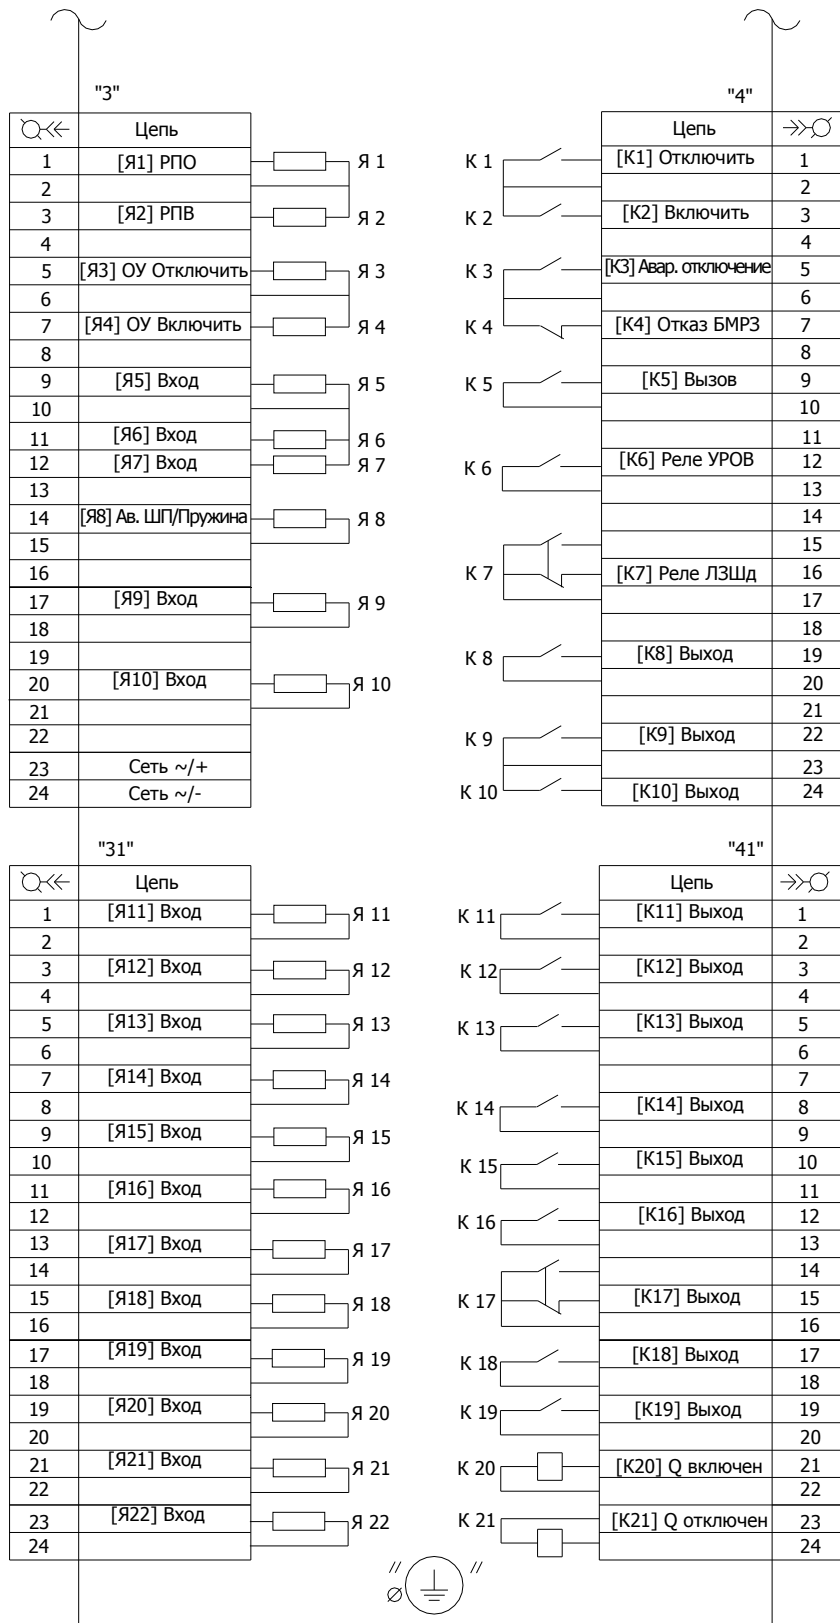 "3"
Цепь
1 [Я1] РПО Я 1
2
3 [Я2] РПВ Я 2
4
5 [Я3] ОУ Отключить Я 3
6
7 [Я4] ОУ Включить Я 4
8
9 [Я5] Вход Я 5
10
11 [Я6] Вход Я 6
12 [Я7] Вход Я 7
13
14 [Я8] Ав. ШП/Пружина Я 8
15
16
17 [Я9] Вход Я 9
18
19
20 [Я10] Вход Я 10
21
22
23 Сеть ~/+
24 Сеть ~/-
"4"
Цепь
К 1 [К1] Отключить 1
2
К 2 [К2] Включить 3
4
К 3 [К3] Авар. отключение 5
6
К 4 [К4] Отказ БМРЗ 7
8
К 5 [К5] Вызов 9
10
11
К 6 [К6] Реле УРОВ 12
13
14
15
К 7 [К7] Реле ЛЗШд 16
17
18
К 8 [К8] Выход 19
20
21
К 9 [К9] Выход 22
23
К 10 [К10] Выход 24
"31"
Цепь
1 [Я11] Вход Я 11
2
3 [Я12] Вход Я 12
4
5 [Я13] Вход Я 13
6
7 [Я14] Вход Я 14
8
9 [Я15] Вход Я 15
10
11 [Я16] Вход Я 16
12
13 [Я17] Вход Я 17
14
15 [Я18] Вход Я 18
16
17 [Я19] Вход Я 19
18
19 [Я20] Вход Я 20
20
21 [Я21] Вход Я 21
22
23 [Я22] Вход Я 22
24
"41"
Цепь
К 11 [К11] Выход 1
2
К 12 [К12] Выход 3
4
К 13 [К13] Выход 5
6
7
К 14 [К14] Выход 8
9
К 15 [К15] Выход 10
11
К 16 [К16] Выход 12
13
14
К 17 [К17] Выход 15
16
К 18 [К18] Выход 17
18
К 19 [К19] Выход 19
20
К 20 [К20] Q включен 21
22
К 21 [К21] Q отключен 23
24